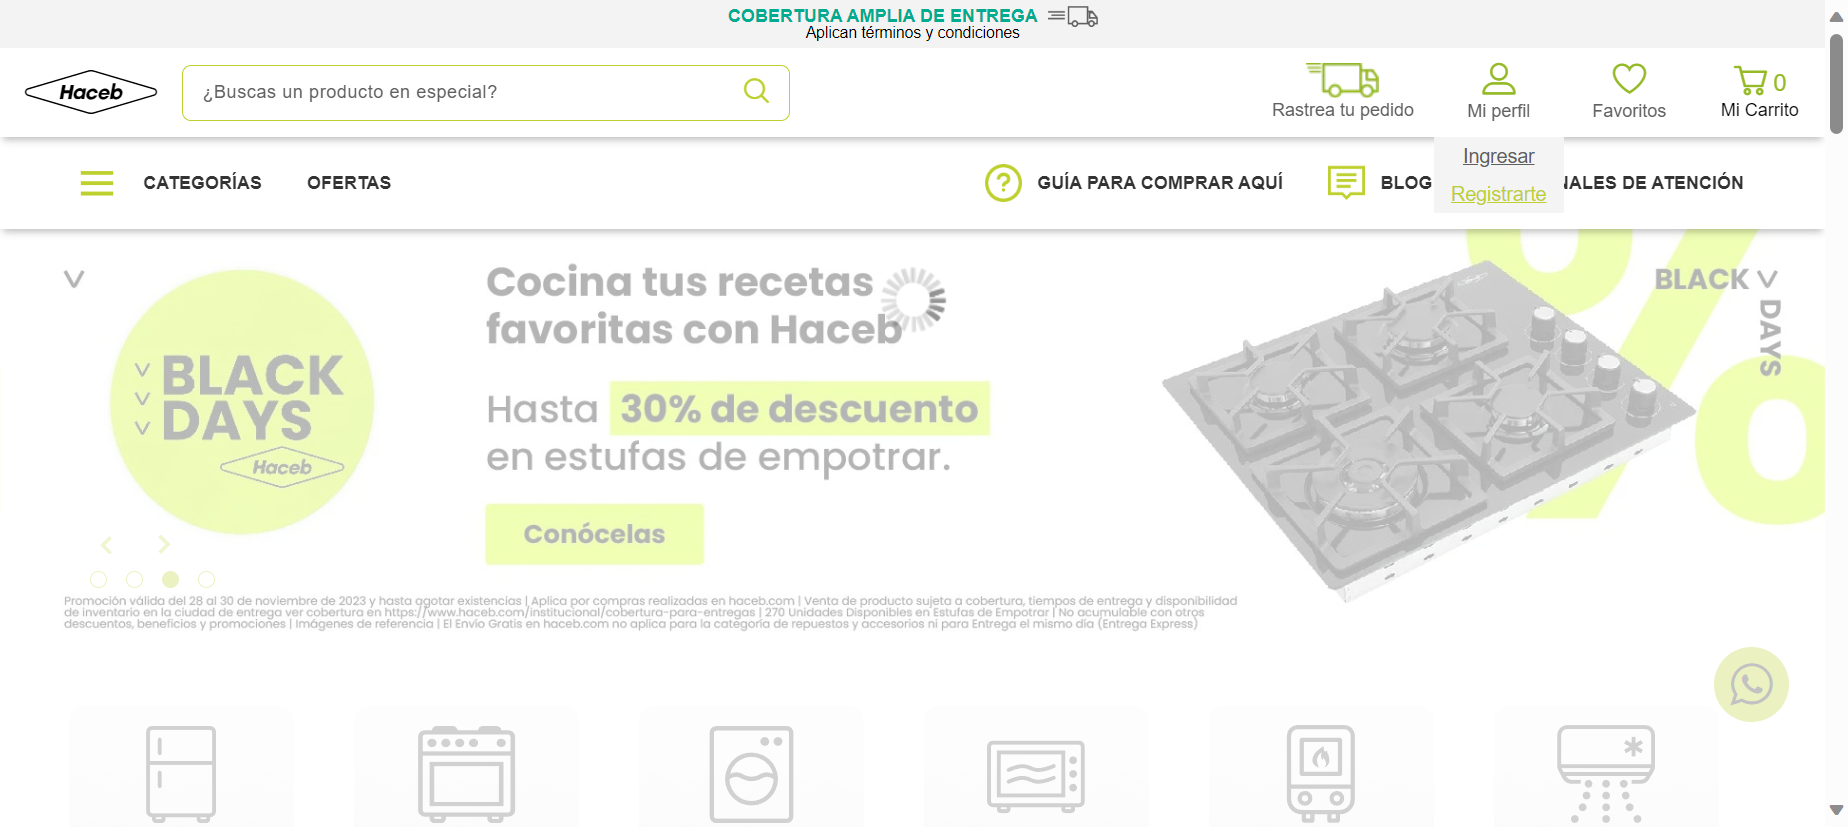 COBERTURA AMPLIA DE ENTREGA
Aplican términos y condiciones
Haceb
¿Buscas un producto en especial?
Rastrea tu pedido
Mi perfil
Favoritos
0
Mi Carrito
Ingresar
Registrarte
CATEGORÍAS
OFERTAS
GUÍA PARA COMPRAR AQUÍ
BLOG
NALES DE ATENCIÓN
BLACK
DAYS
Haceb
Cocina tus recetas
favoritas con Haceb
Hasta 30% de descuento
en estufas de empotrar.
Conócelas
BLACK
DAYS
%
Promoción válida del 28 al 30 de noviembre de 2023 y hasta agotar existencias | Aplica por compras realizadas en haceb.com | Venta de producto sujeta a cobertura, tiempos de entrega y disponibilidad
de inventario en la ciudad de entrega ver cobertura en https://www.haceb.com/institucional/cobertura-para-entregas | 270 Unidades Disponibles en Estufas de Empotrar | No acumulable con otros
descuentos, beneficios y promociones | Imágenes de referencia | El Envío Gratis en haceb.com no aplica para la categoría de repuestos y accesorios ni para Entrega el mismo día (Entrega Express)